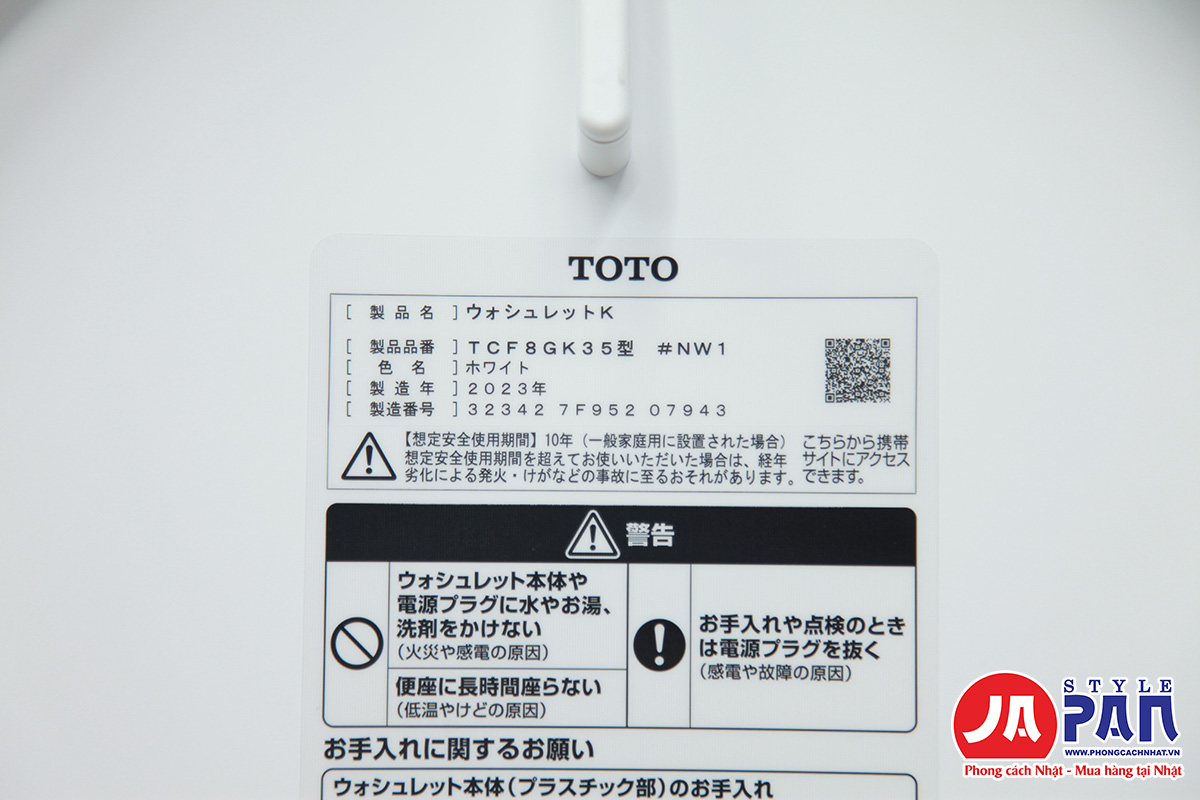 TOTO
[ 製品名 ] ウォシュレットK
[ 製品品番 ] TCF8GK35型 #NW1
[ 色名 ] ホワイト
[ 製造年 ] 2023年
[ 製造番号 ] 32342 7F952 07943
【想定安全使用期間】10年（一般家庭用に設置された場合）
想定安全使用期間を超えてお使いいただいた場合は、経年
劣化による発火・けがなどの事故に至るおそれがあります。
こちらから携帯
サイトにアクセス
できます。
警告
ウォシュレット本体や
電源プラグに水やお湯、
洗剤をかけない
（火災や感電の原因）
便座に長時間座らない
（低温やけどの原因）
お手入れや点検のとき
は電源プラグを抜く
（感電や故障の原因）
お手入れに関するお願い
ウォシュレット本体（プラスチック部）のお手入れ
JA
STYLE
PAN
WWW.PHONGCACHNHAT.VN
Phong cách Nhật - Mua hàng tại Nhật